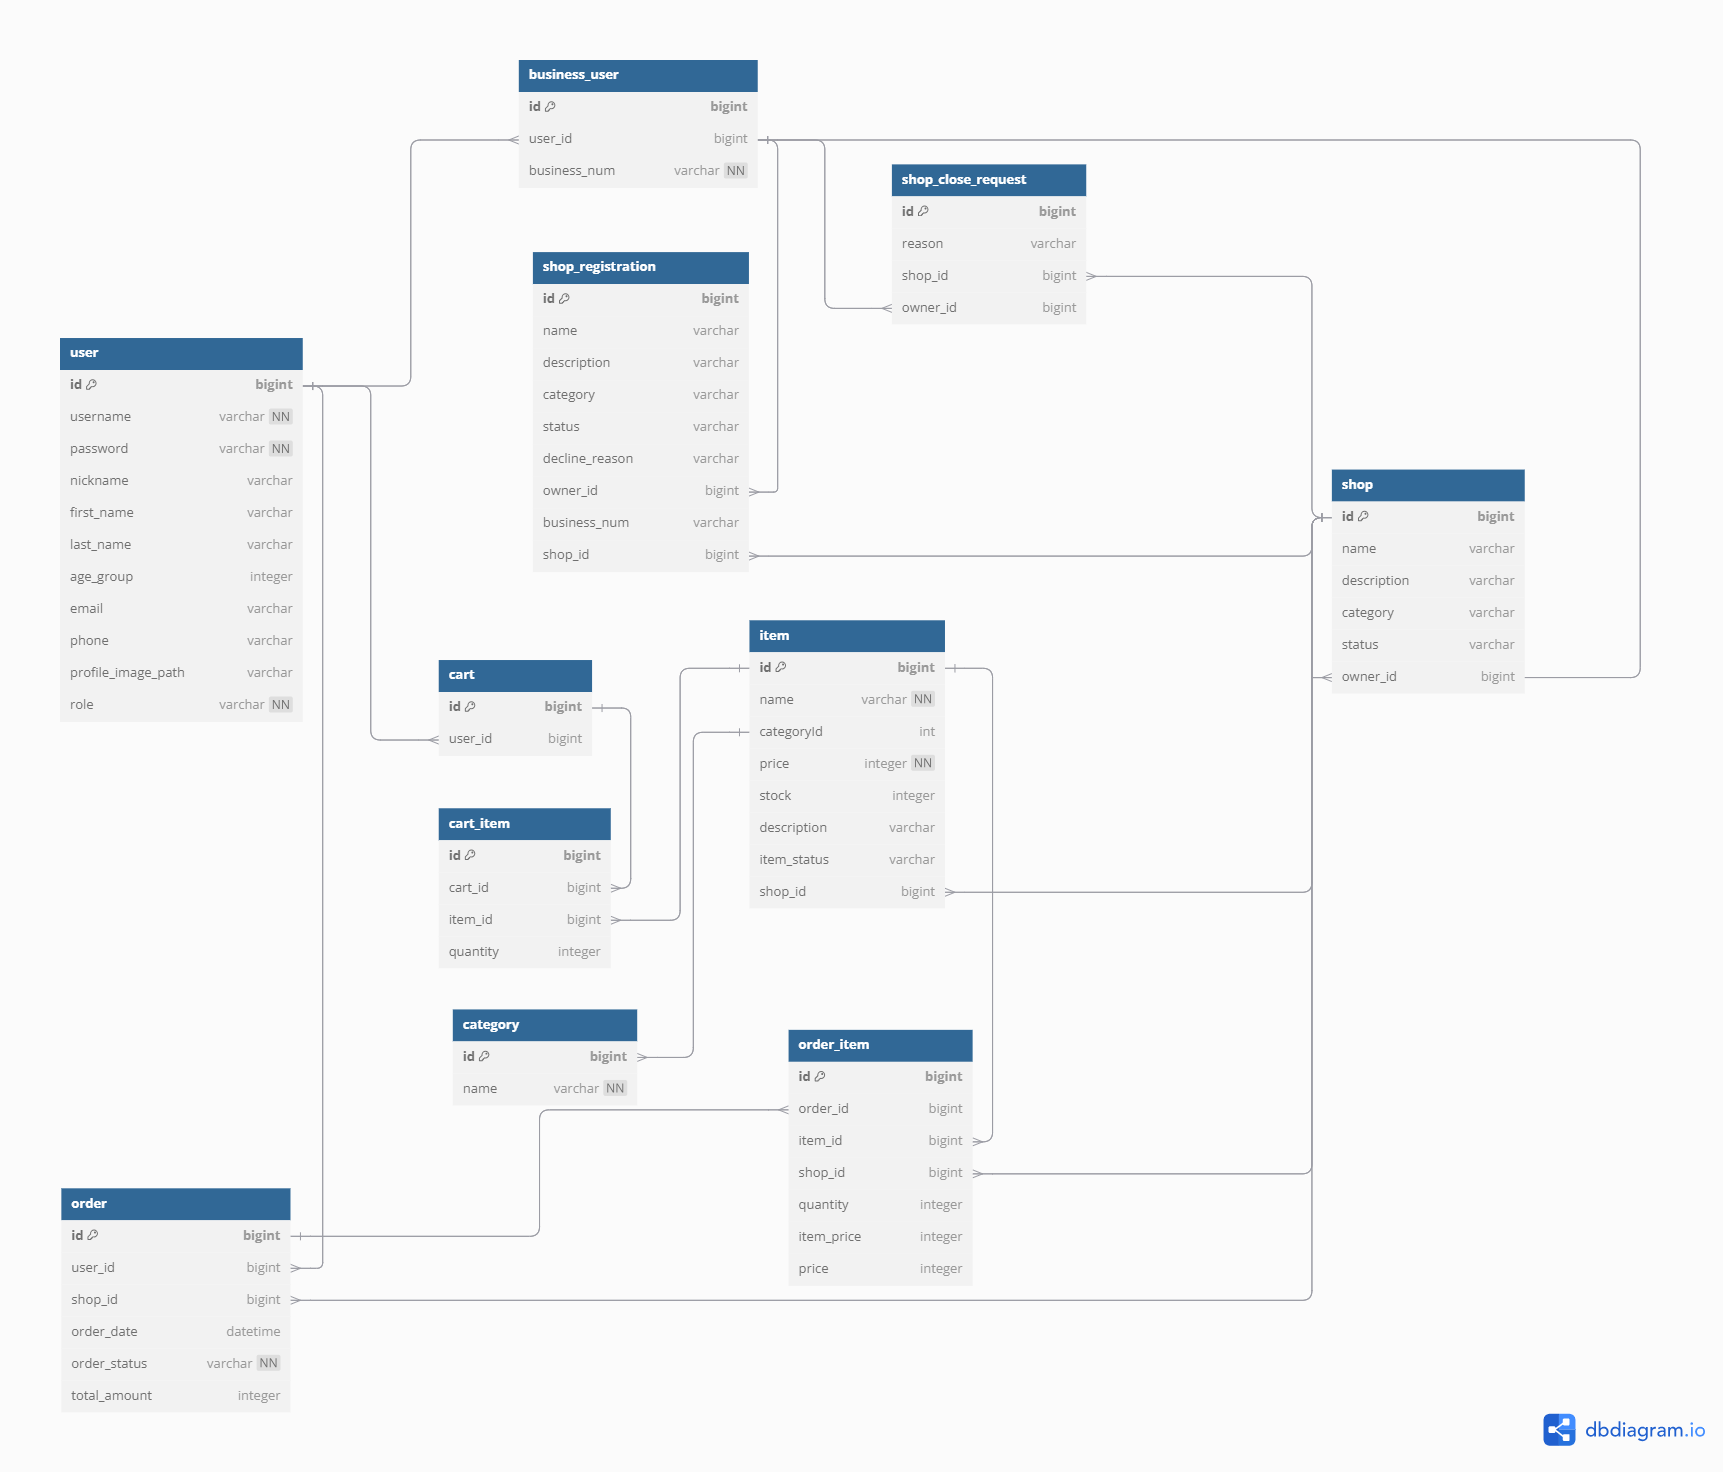 business_user
id bigint
user_id bigint
business_num varchar NN
shop_close_request
id bigint
reason varchar
shop_id bigint
owner_id bigint
shop_registration
id bigint
name varchar
description varchar
category varchar
status varchar
decline_reason varchar
owner_id bigint
business_num varchar
shop_id bigint
user
id bigint
username varchar NN
password varchar NN
nickname varchar
first_name varchar
last_name varchar
age_group integer
email varchar
phone varchar
profile_image_path varchar
role varchar NN
shop
id bigint
name varchar
description varchar
category varchar
status varchar
owner_id bigint
item
id bigint
name varchar NN
categoryId int
price integer NN
stock integer
description varchar
item_status varchar
shop_id bigint
cart
id bigint
user_id bigint
cart_item
id bigint
cart_id bigint
item_id bigint
quantity integer
category
id bigint
name varchar NN
order_item
id bigint
order_id bigint
item_id bigint
shop_id bigint
quantity integer
item_price integer
price integer
order
id bigint
user_id bigint
shop_id bigint
order_date datetime
order_status varchar NN
total_amount integer
dbdiagram.io